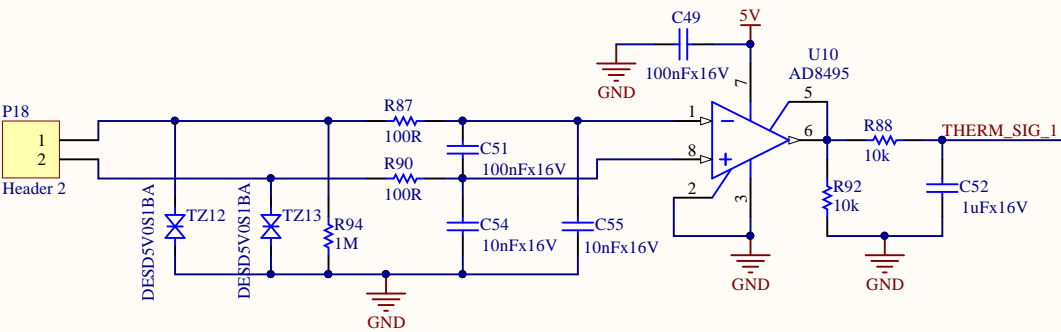 C49
5V
100nFx16V
GND
U10
AD8495
7
5
P18
1
2
Header 2
R87
100R
1
6
R88
10k
THERM_SIG_1
C51
100nFx16V
R90
100R
8
2
3
R92
10k
C52
1uFx16V
DESD5V0S1BA
TZ12
DESD5V0S1BA
TZ13
R94
1M
C54
10nFx16V
C55
10nFx16V
GND
GND
GND